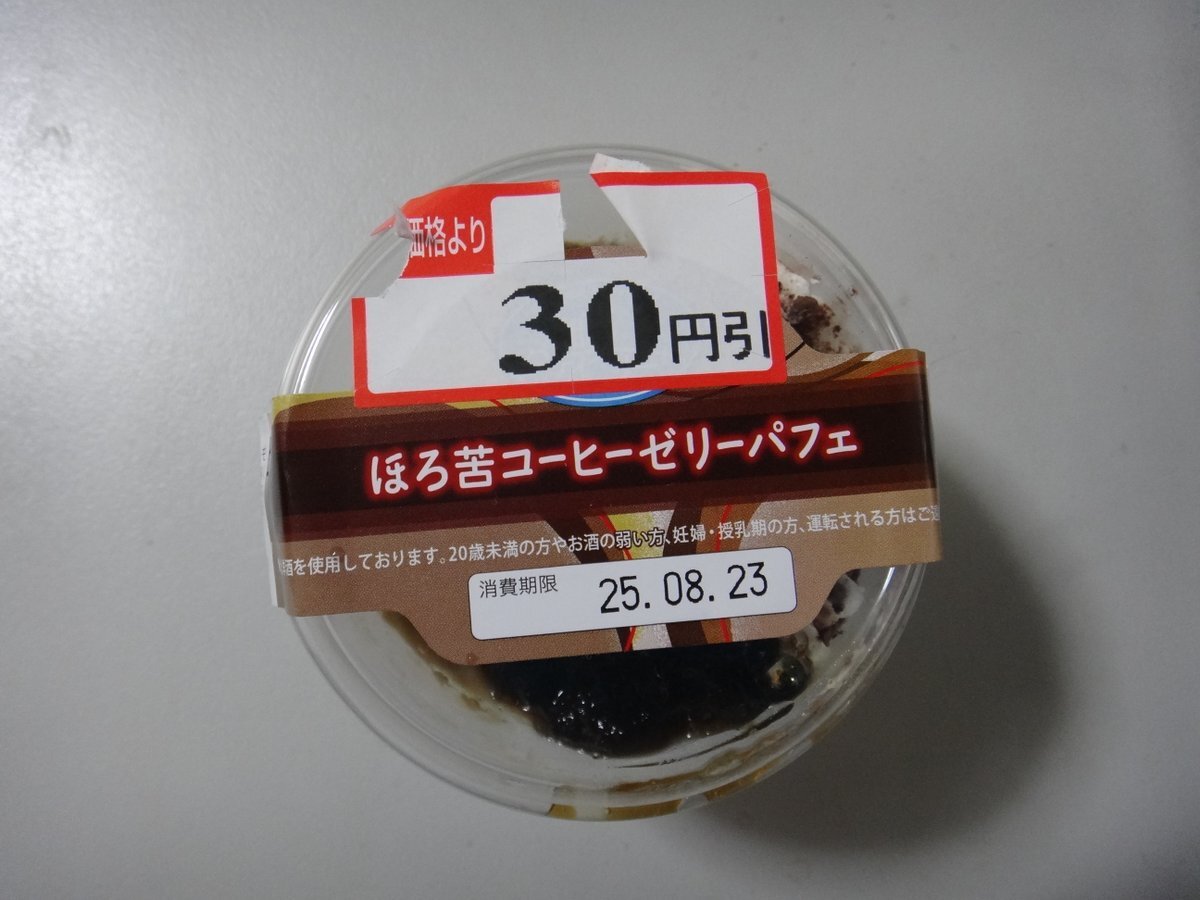 価格より
30円引
ほろ苦コーヒーゼリーパフェ
酒を使用しております。20歳未満の方やお酒の弱い方、妊婦・授乳期の方、運転される方はご
消費期限 25.08.23